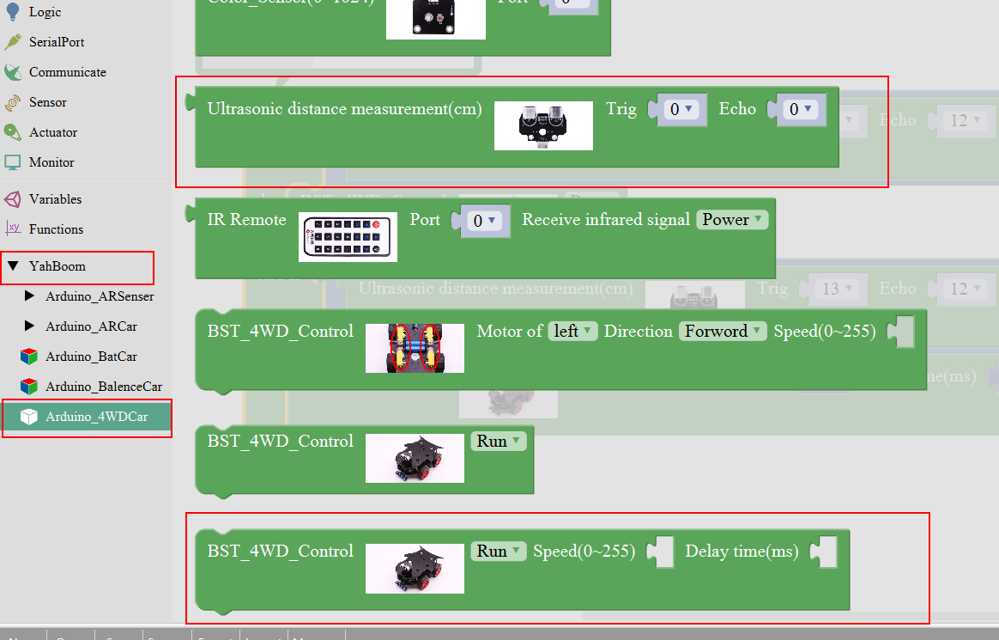 Logic
SerialPort
Communicate
Sensor
Actuator
Monitor
Variables
Functions
YahBoom
Arduino_ARSenser
Arduino_ARCar
Arduino_BatCar
Arduino_BalenceCar
Arduino_4WDCar
Color_Sensor(0~1024) Port 0
Ultrasonic distance measurement(cm) Trig 0 Echo 0
Echo 12
IR Remote Port 0 Receive infrared signal Power
Ultrasonic distance measurement(cm) Trig 13 Echo 12
BST_4WD_Control Motor of left Direction Forword Speed(0~255)
me(ms)
BST_4WD_Control Run
BST_4WD_Control Run Speed(0~255) Delay time(ms)